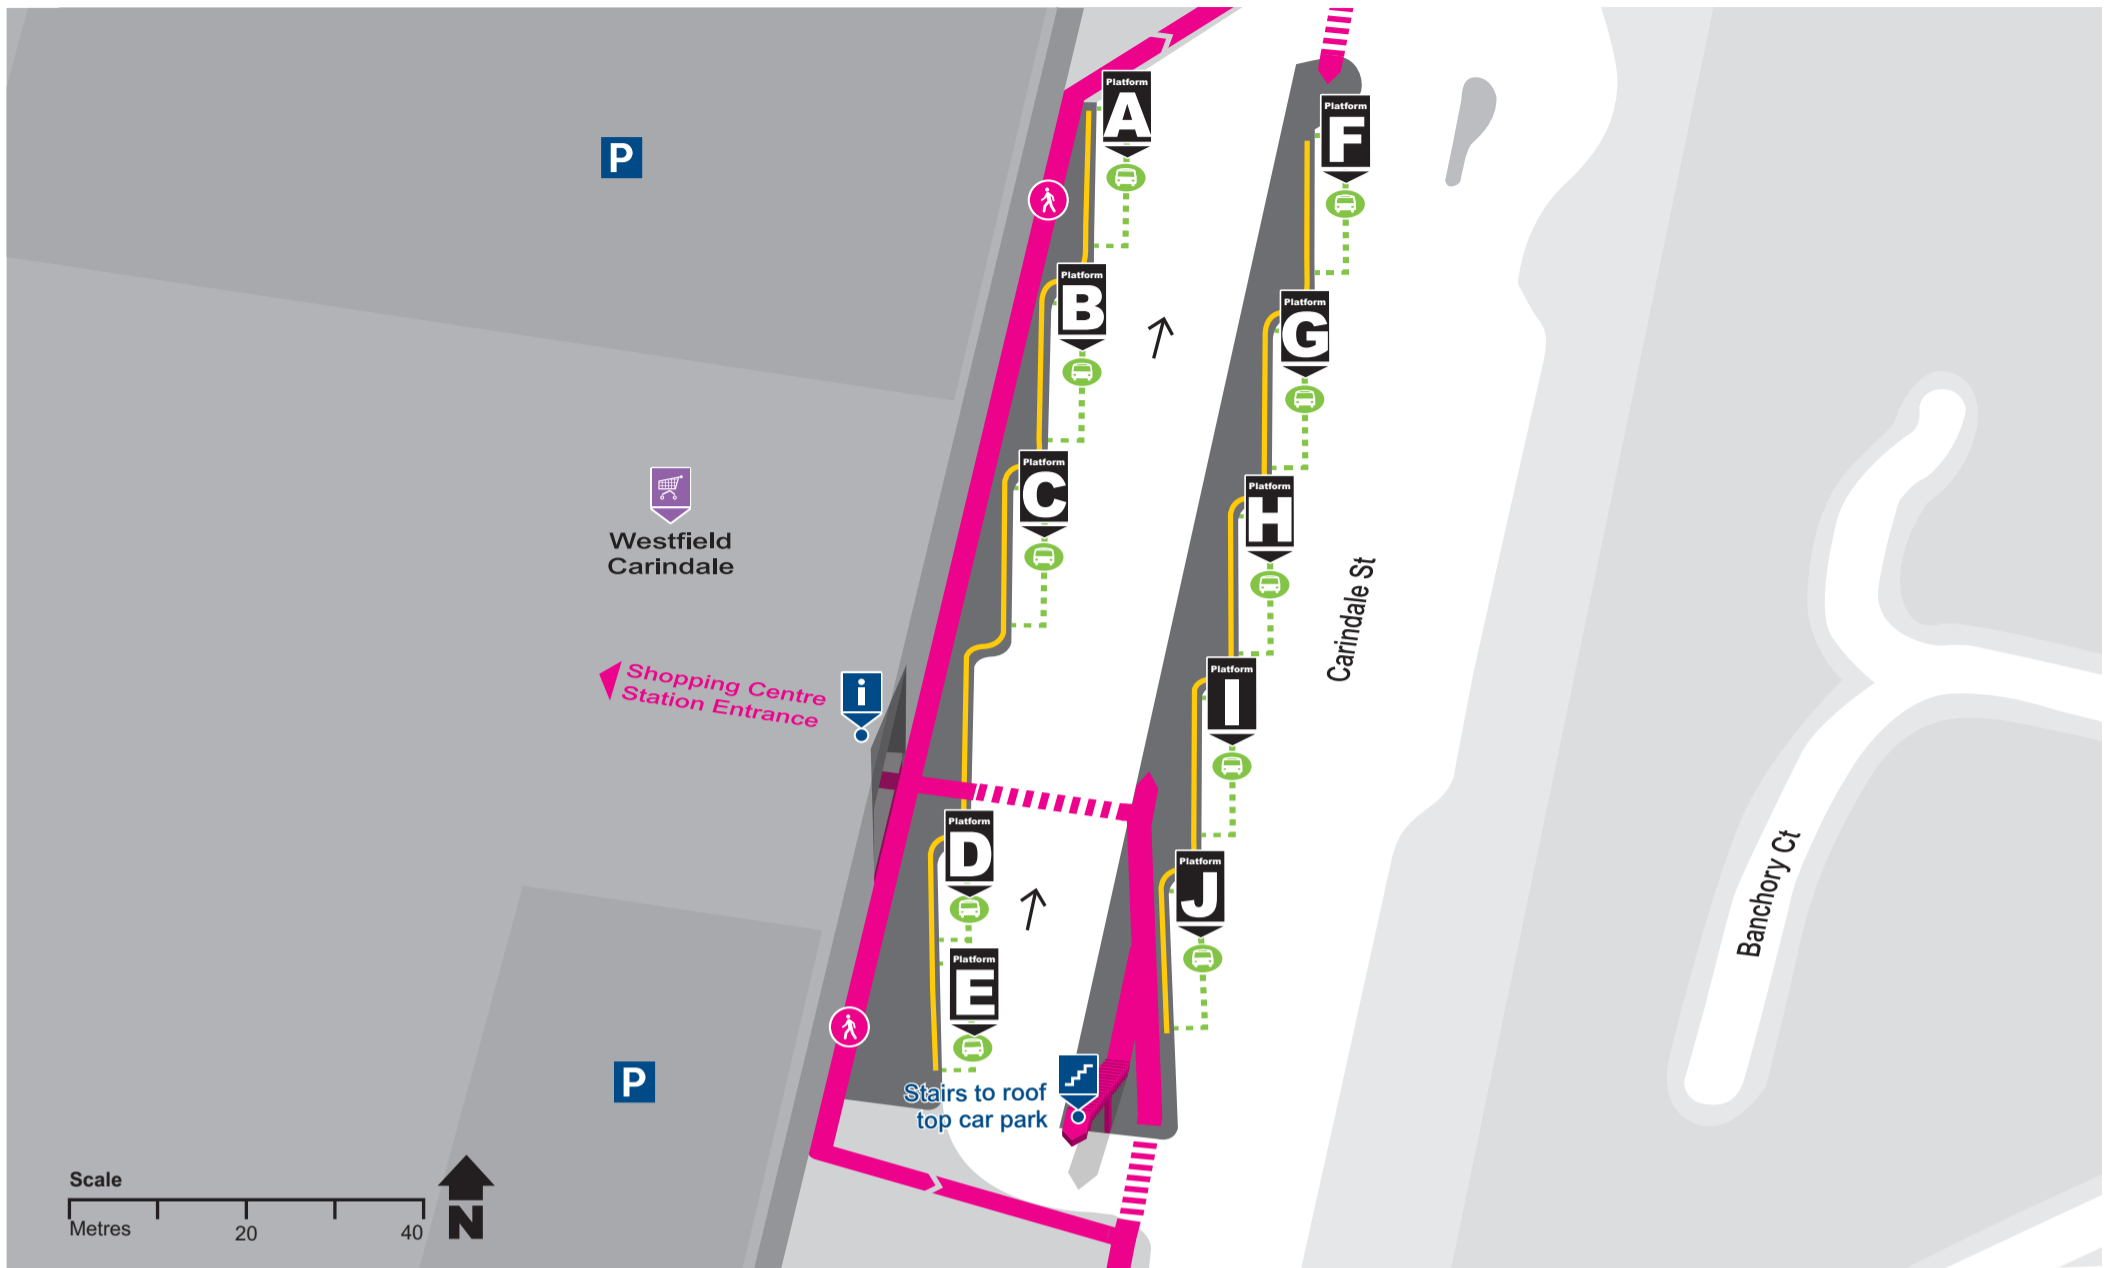 Platform
A
Platform
F
P
Platform
B
Platform
G
Platform
C
Platform
H
Westfield
Carindale
Carindale St
Shopping Centre
Station Entrance
i
Platform
I
Platform
D
Platform
J
Banchory Ct
Platform
E
P
Stairs to roof
top car park
Scale
Metres 20 40
N